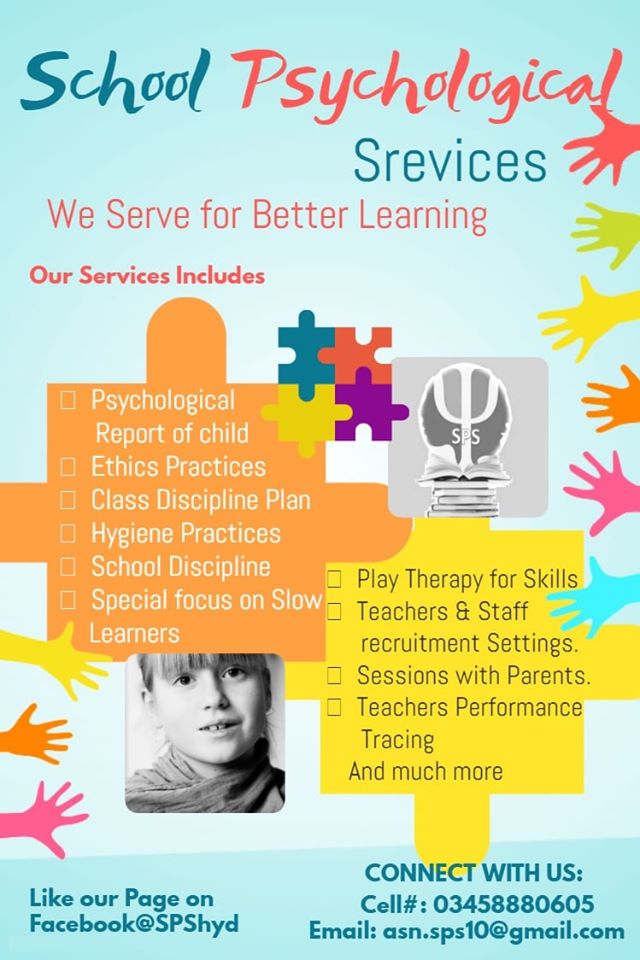 School Psychological
Srevices
We Serve for Better Learning
Our Services Includes
□ Psychological
Report of child
□ Ethics Practices
□ Class Discipline Plan
□ Hygiene Practices
□ School Discipline
□ Special focus on Slow
Learners
Ψ
SPS
□ Play Therapy for Skills
□ Teachers & Staff
recruitment Settings.
□ Sessions with Parents.
□ Teachers Performance
Tracing
And much more
Like our Page on
Facebook@SPShyd
CONNECT WITH US:
Cell#: 03458880605
Email: asn.sps10@gmail.com